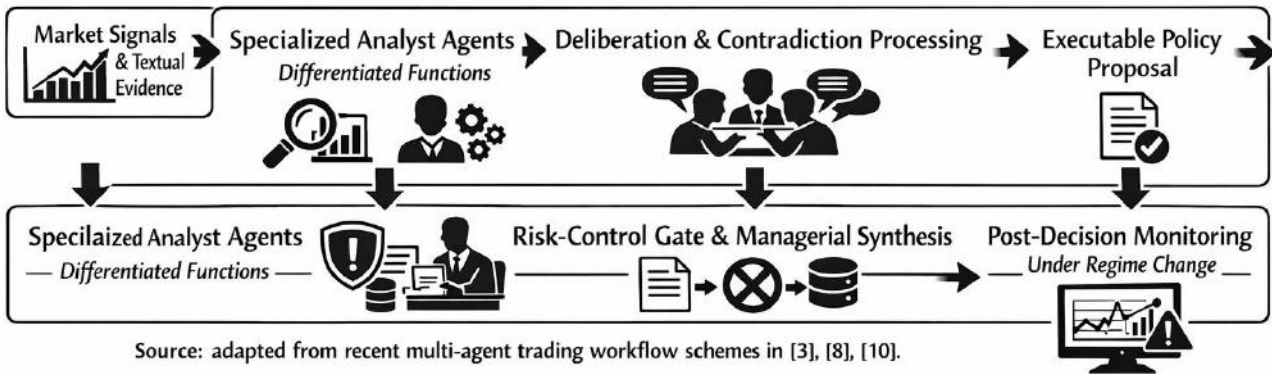 Market Signals
& Textual
Evidence
Specialized Analyst Agents
Differentiated Functions
Deliberation & Contradiction Processing
Executable Policy
Proposal
Specilaized Analyst Agents
Differentiated Functions
Risk-Control Gate & Managerial Synthesis
Post-Decision Monitoring
Under Regime Change
Source: adapted from recent multi-agent trading workflow schemes in [3], [8], [10].